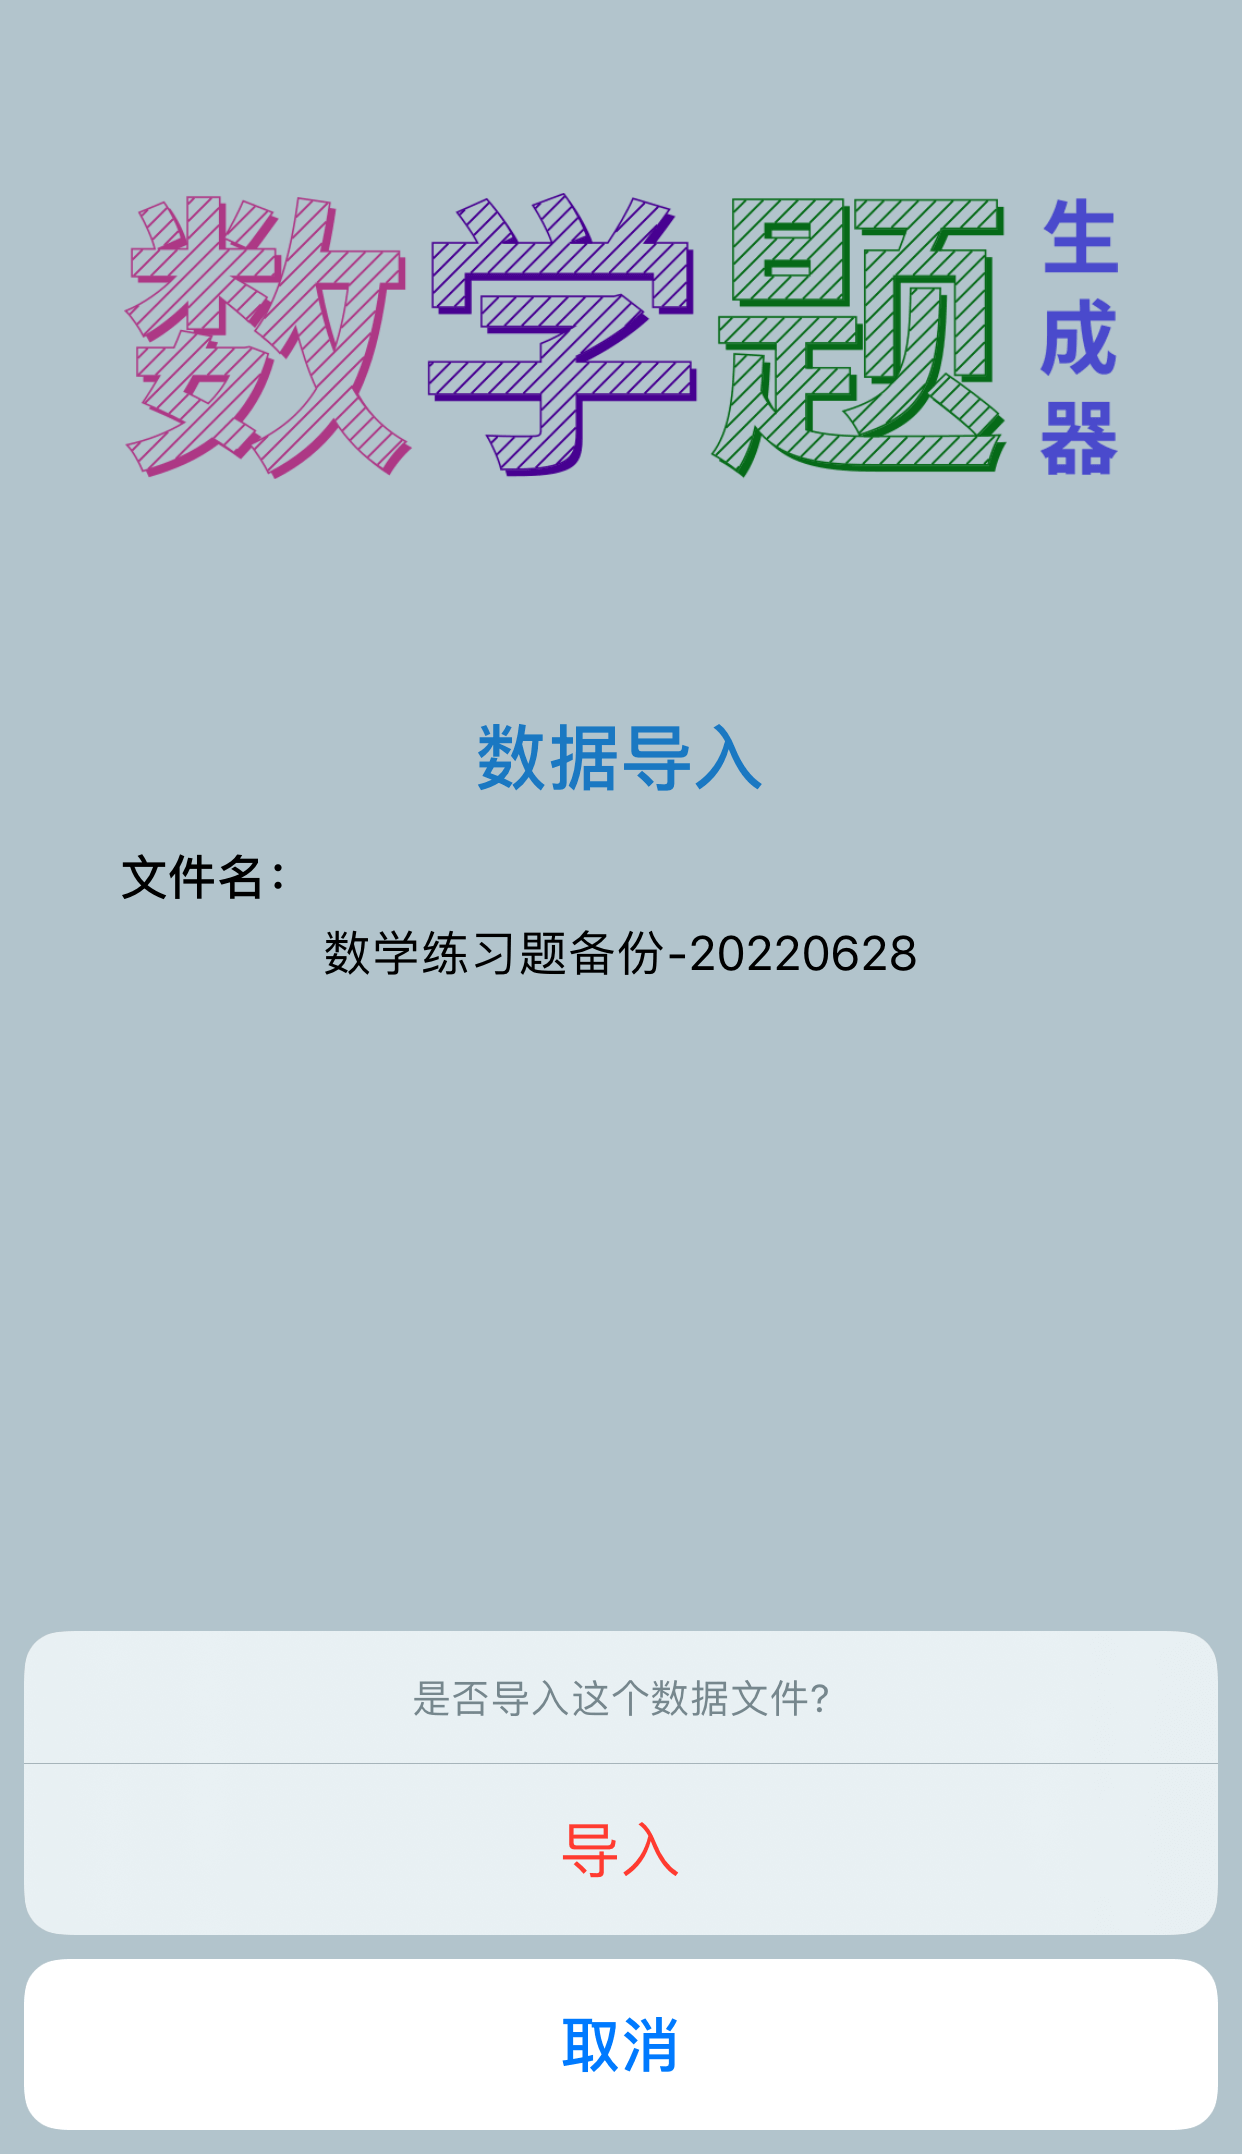 数学题
生成器
数据导入
文件名：
数学练习题备份-20220628
是否导入这个数据文件?
导入
取消